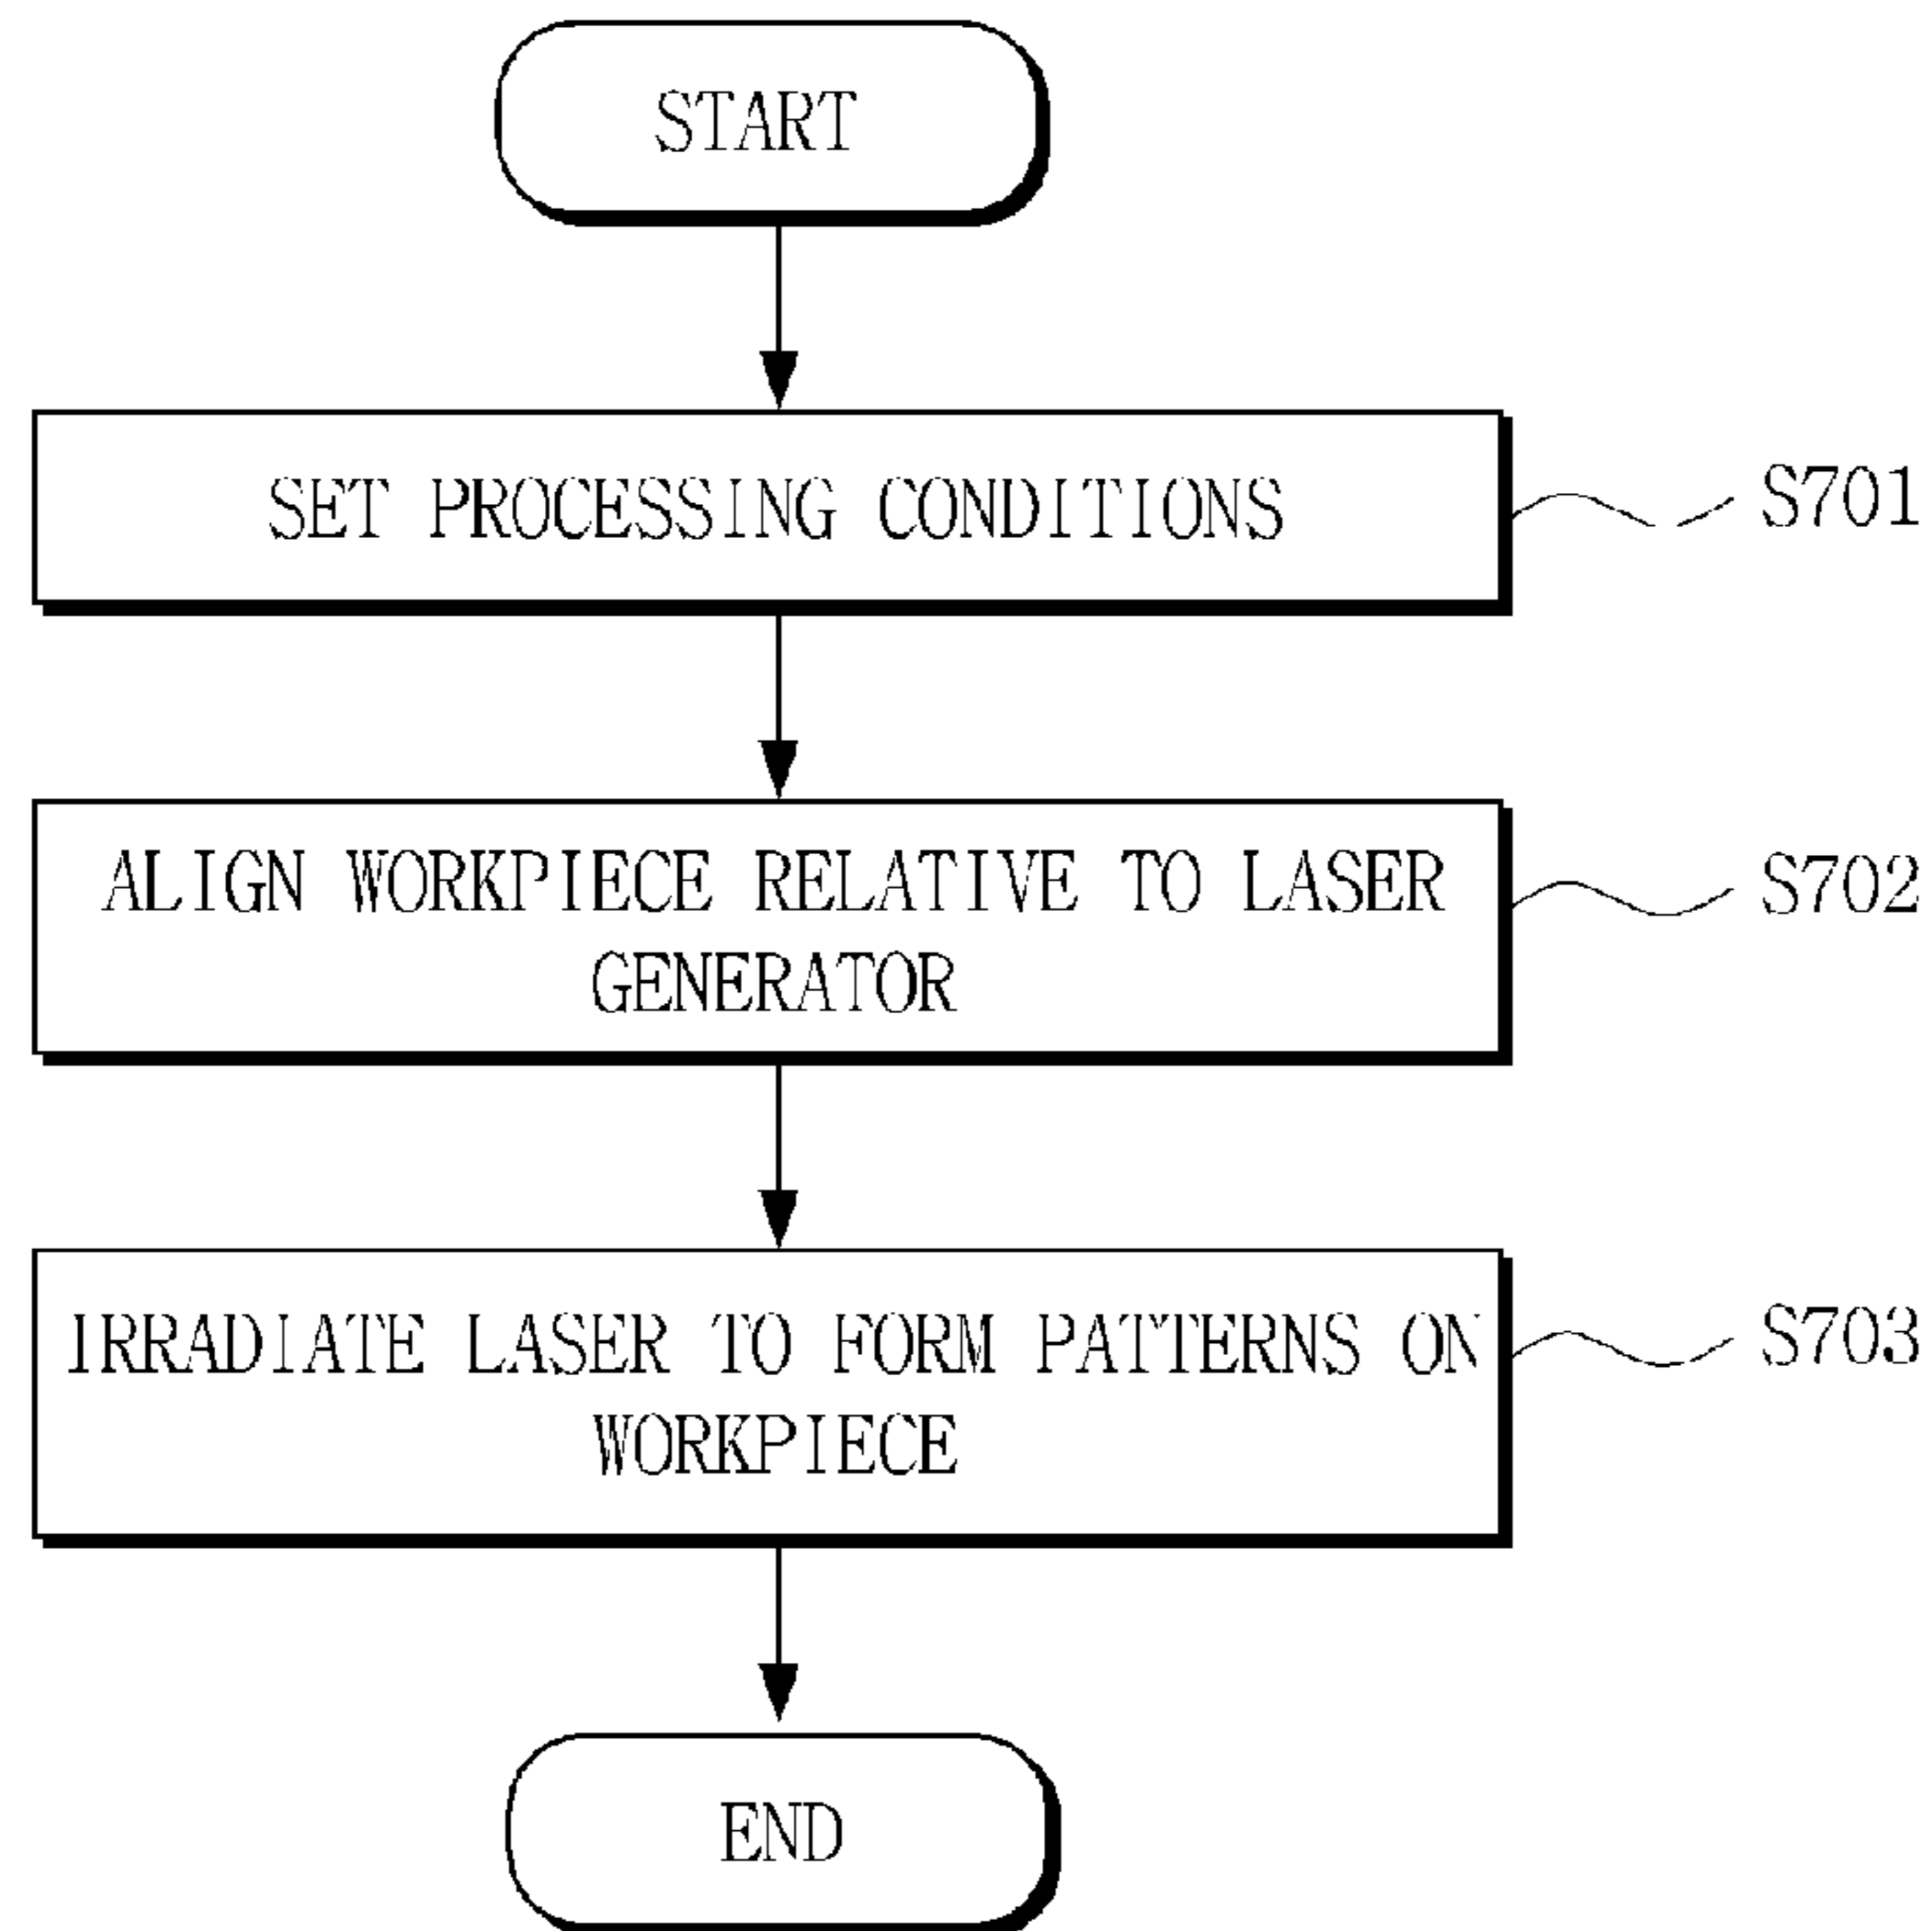 START
SET PROCESSING CONDITIONS
S701
ALIGN WORKPIECE RELATIVE TO LASER
GENERATOR
S702
IRRADIATE LASER TO FORM PATTERNS ON
WORKPIECE
S703
END